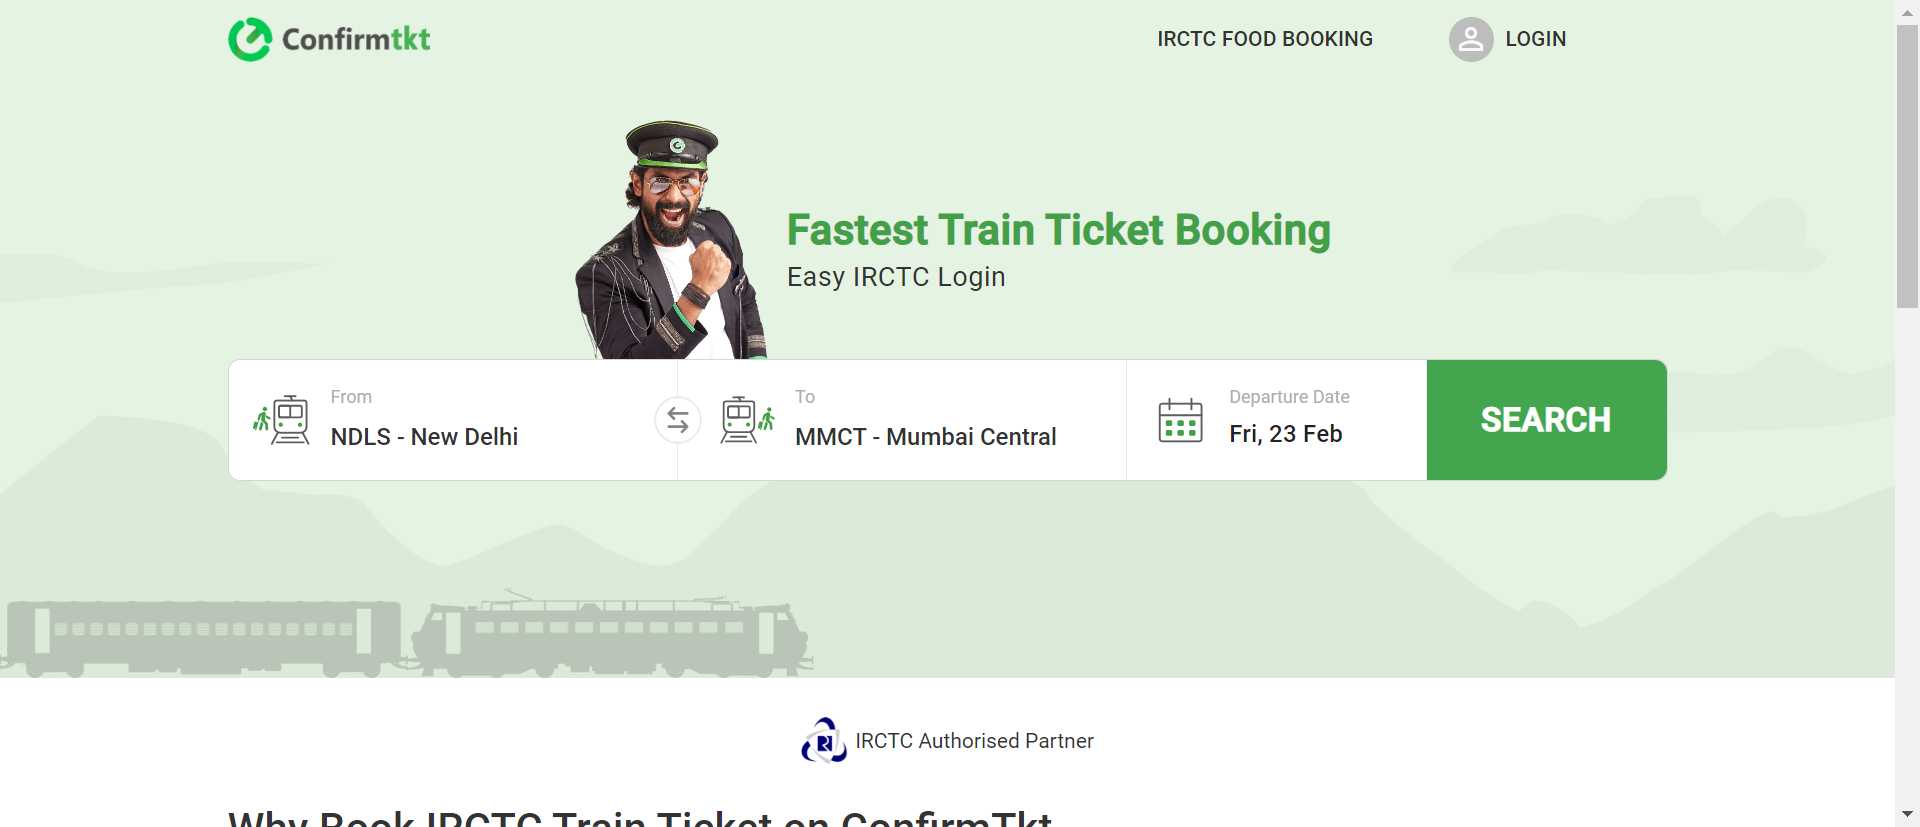 Confirmtkt
IRCTC FOOD BOOKING
LOGIN
Fastest Train Ticket Booking
Easy IRCTC Login
From
NDLS - New Delhi
To
MMCT - Mumbai Central
Departure Date
Fri, 23 Feb
SEARCH
IRCTC Authorised Partner
Why Book IRCTC Train Ticket on ConfirmTkt